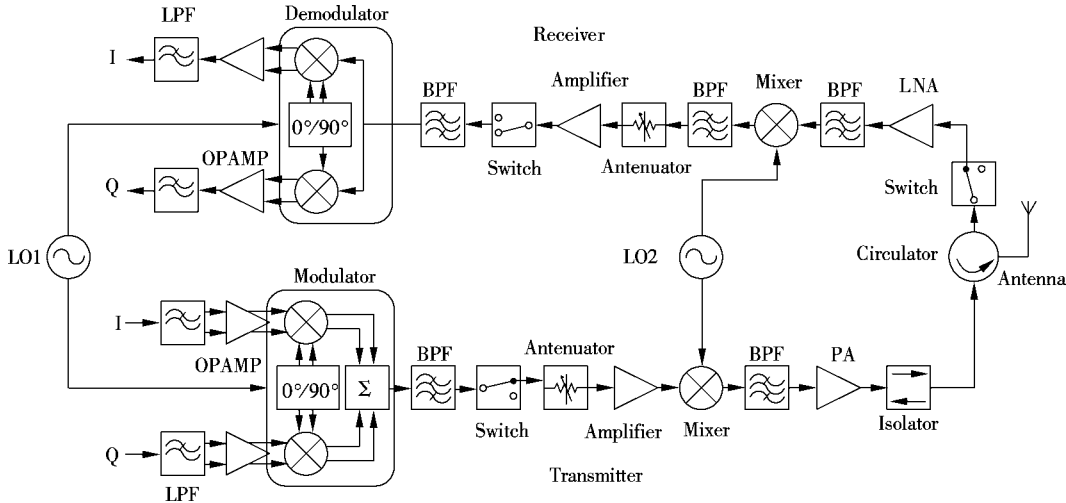 LPF
Demodulator
Receiver
I
Amplifier
Mixer
BPF
BPF
BPF
LNA
0°/90°
OPAMP
Switch
Antenuator
Switch
Q
LO1
LO2
Circulator
Antenna
Modulator
I
OPAMP
BPF
Antenuator
BPF
PA
0°/90°
Σ
Switch
Amplifier
Mixer
Isolator
Q
LPF
Transmitter